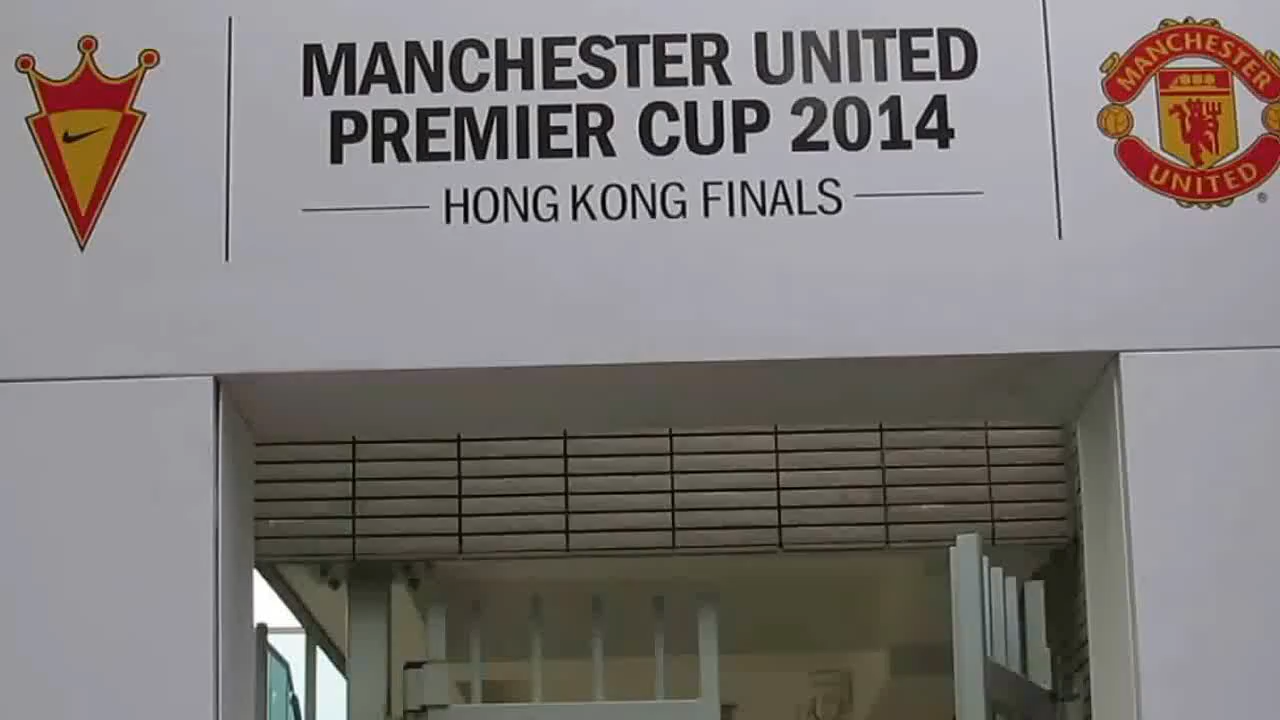 MANCHESTER UNITED
PREMIER CUP 2014
HONG KONG FINALS
MANCHESTER
UNITED
®